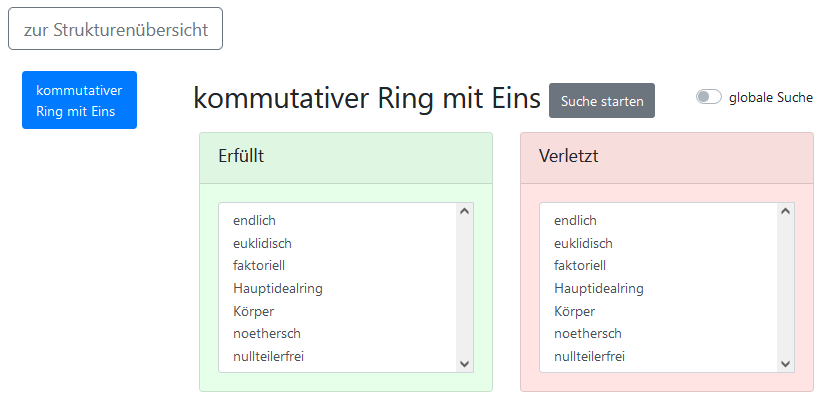 zur Strukturenübersicht
kommutativer
Ring mit Eins
kommutativer Ring mit Eins
Suche starten
globale Suche
Erfüllt
endlich
euklidisch
faktoriell
Hauptidealring
Körper
noethersch
nullteilerfrei
Verletzt
endlich
euklidisch
faktoriell
Hauptidealring
Körper
noethersch
nullteilerfrei